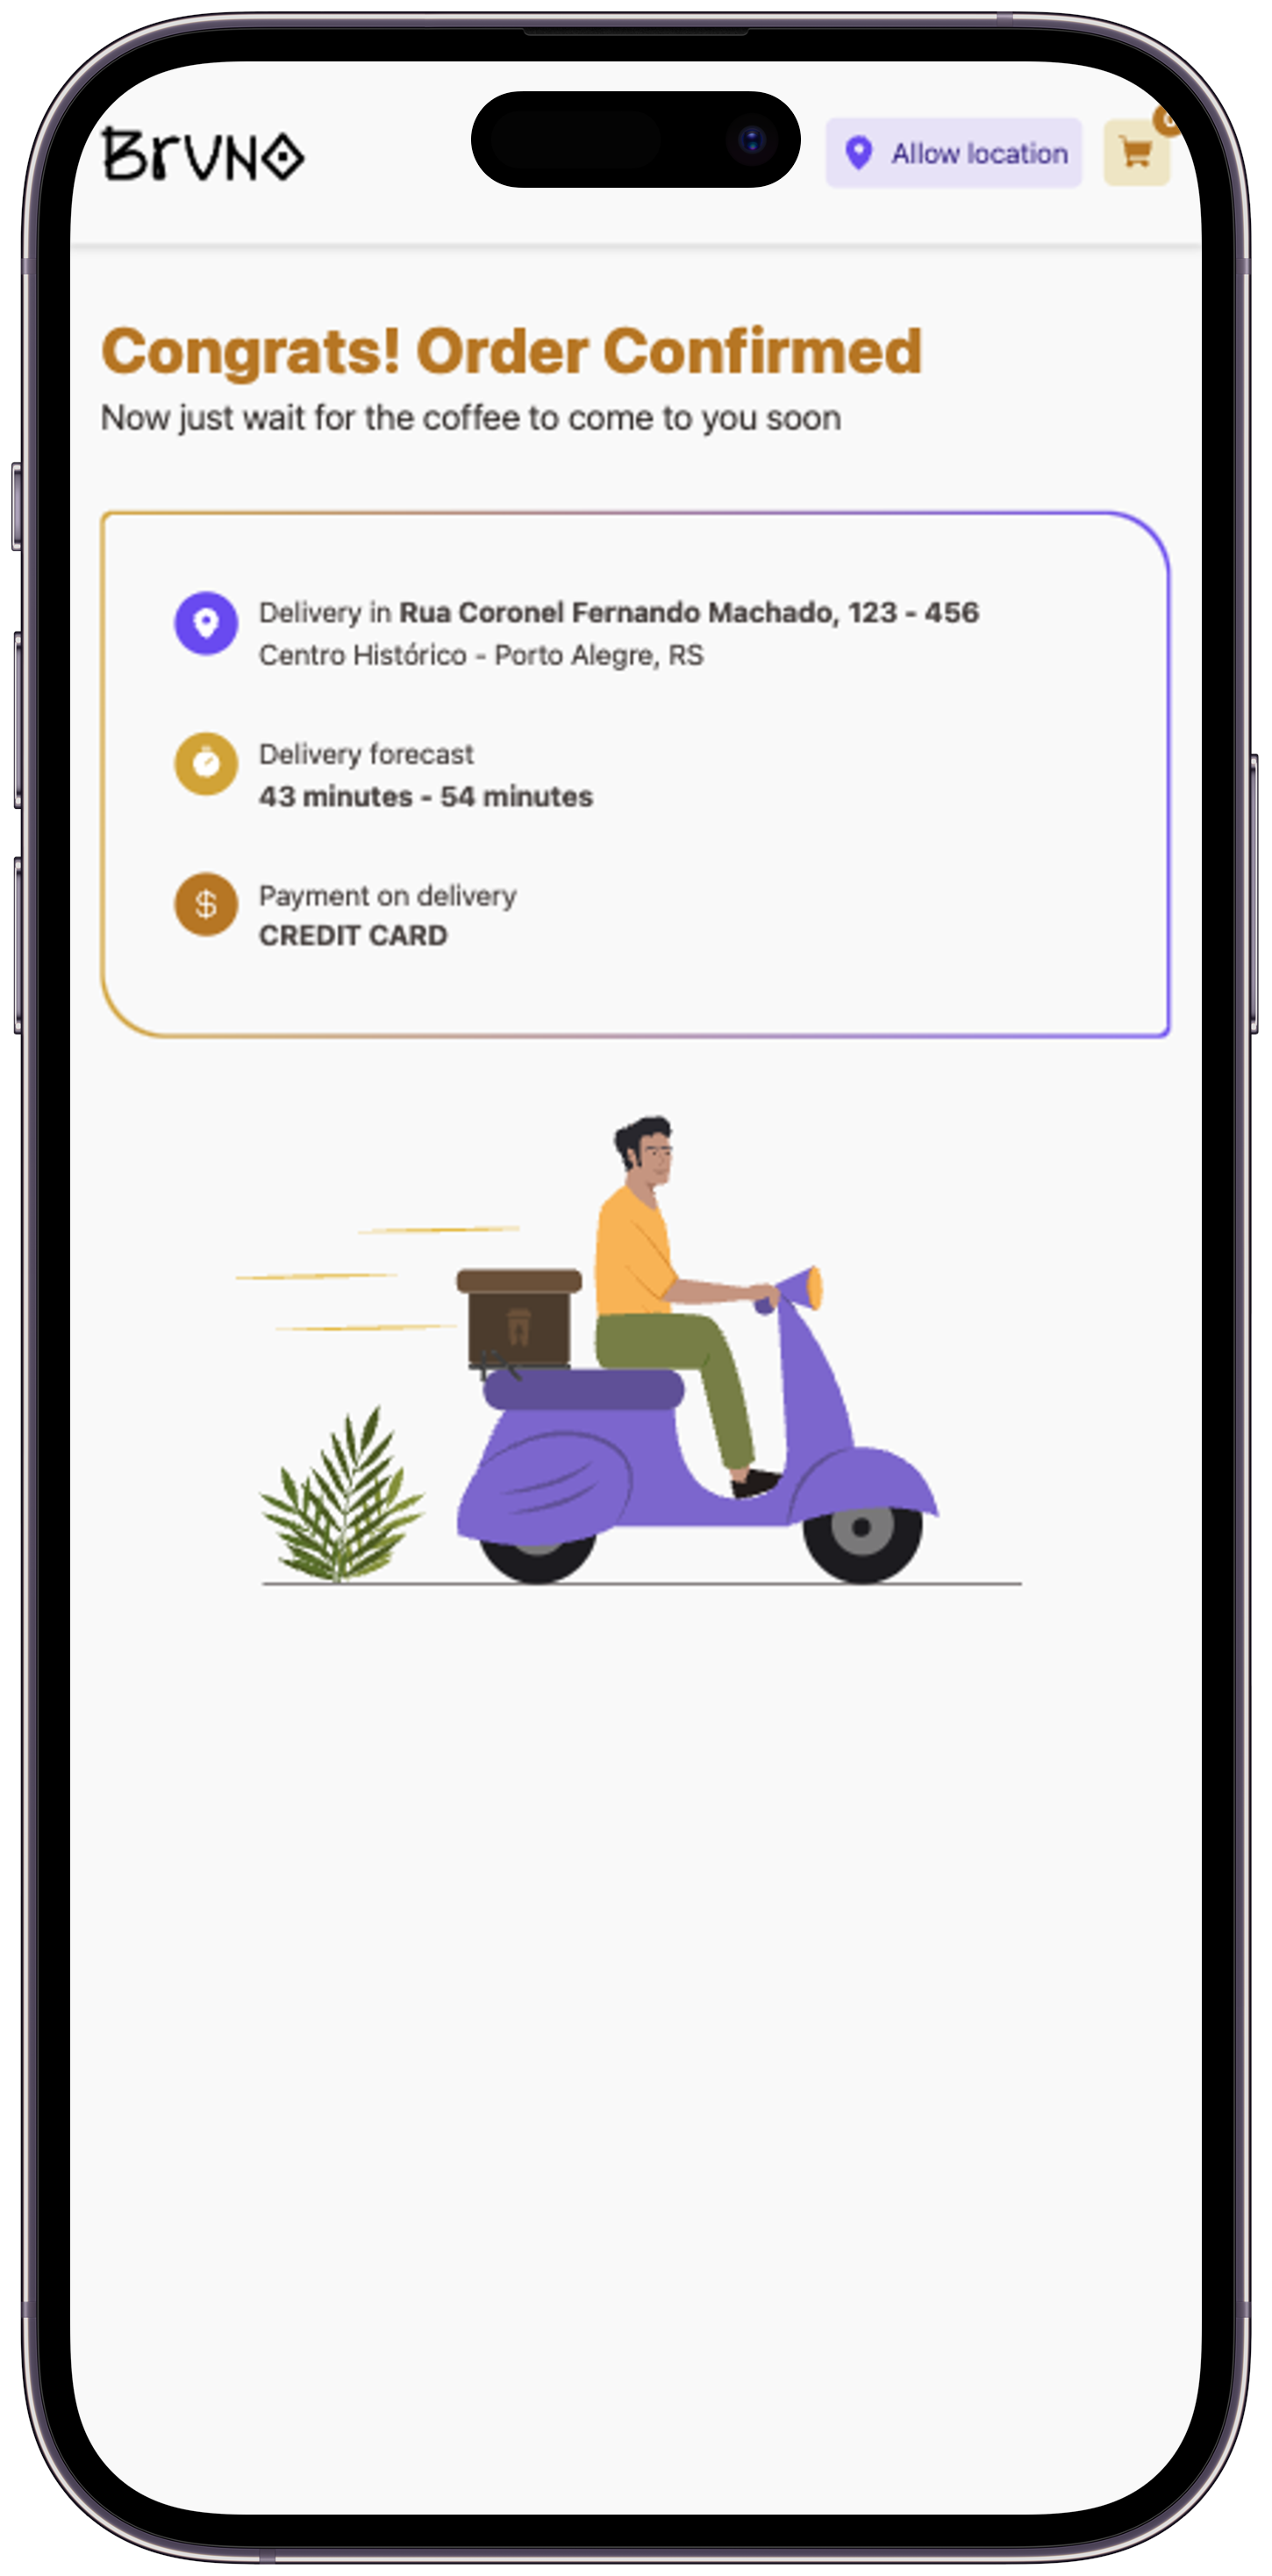 BrVNO
Allow location
Congrats! Order Confirmed
Now just wait for the coffee to come to you soon
Delivery in Rua Coronel Fernando Machado, 123 - 456
Centro Histórico - Porto Alegre, RS
Delivery forecast
43 minutes - 54 minutes
$ Payment on delivery
CREDIT CARD